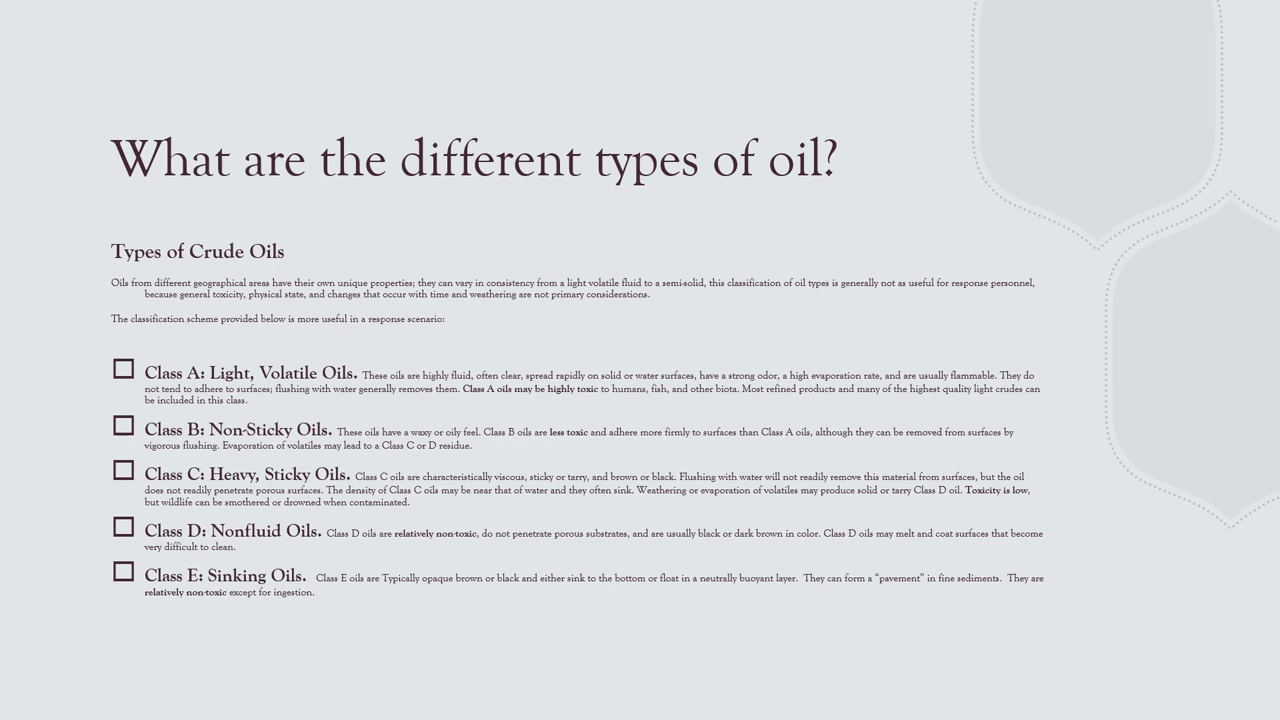 What are the different types of oil?
Types of Crude Oils
Oils from different geographical areas have their own unique properties; they can vary in consistency from a light volatile fluid to a semi-solid, this classification of oil types is generally not as useful for response personnel,
because general toxicity, physical state, and changes that occur with time and weathering are not primary considerations.
The classification scheme provided below is more useful in a response scenario:
Class A: Light, Volatile Oils. These oils are highly fluid, often clear, spread rapidly on solid or water surfaces, have a strong odor, a high evaporation rate, and are usually flammable. They do
not tend to adhere to surfaces; flushing with water generally removes them. Class A oils may be highly toxic to humans, fish, and other biota. Most refined products and many of the highest quality light crudes can
be included in this class.
Class B: Non-Sticky Oils. These oils have a waxy or oily feel. Class B oils are less toxic and adhere more firmly to surfaces than Class A oils, although they can be removed from surfaces by
vigorous flushing. Evaporation of volatiles may lead to a Class C or D residue.
Class C: Heavy, Sticky Oils. Class C oils are characteristically viscous, sticky or tarry, and brown or black. Flushing with water will not readily remove this material from surfaces, but the oil
does not readily penetrate porous surfaces. The density of Class C oils may be near that of water and they often sink. Weathering or evaporation of volatiles may produce solid or tarry Class D oil. Toxicity is low,
but wildlife can be smothered or drowned when contaminated.
Class D: Nonfluid Oils. Class D oils are relatively non-toxic, do not penetrate porous substrates, and are usually black or dark brown in color. Class D oils may melt and coat surfaces that become
very difficult to clean.
Class E: Sinking Oils. Class E oils are Typically opaque brown or black and either sink to the bottom or float in a neutrally buoyant layer. They can form a “pavement” in fine sediments. They are
relatively non-toxic except for ingestion.